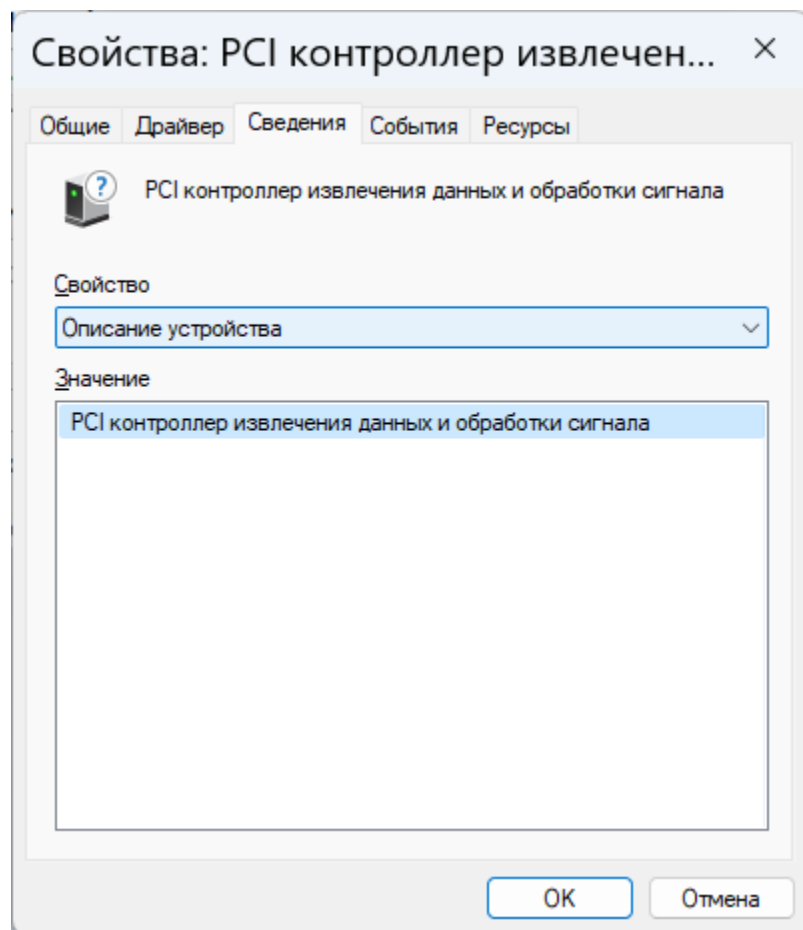 Свойства: PCI контроллер извлечен...
Общие Драйвер Сведения События Ресурсы
PCI контроллер извлечения данных и обработки сигнала
Свойство
Описание устройства
Значение
PCI контроллер извлечения данных и обработки сигнала
ОК Отмена